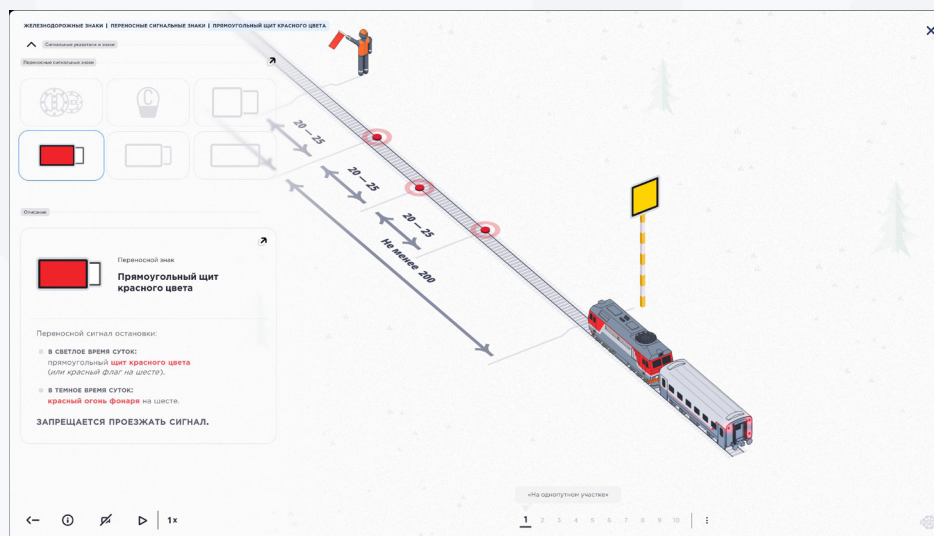 ЖЕЛЕЗНОДОРОЖНЫЕ ЗНАКИ | ПЕРЕНОСНЫЕ СИГНАЛЬНЫЕ ЗНАКИ | ПРЯМОУГОЛЬНЫЙ ЩИТ КРАСНОГО ЦВЕТА
Сигнальные указатели и знаки
Переносные сигнальные знаки
С
20 — 25
20 — 25
20 — 25
Не менее 200
Описание
Переносной знак
Прямоугольный щит
красного цвета
Переносной сигнал остановки:
В СВЕТЛОЕ ВРЕМЯ СУТОК:
прямоугольный щит красного цвета
(или красный флаг на шесте).
В ТЕМНОЕ ВРЕМЯ СУТОК:
красный огонь фонаря на шесте.
ЗАПРЕЩАЕТСЯ ПРОЕЗЖАТЬ СИГНАЛ.
«На однопутном участке»
1x
1 2 3 4 5 6 7 8 9 10